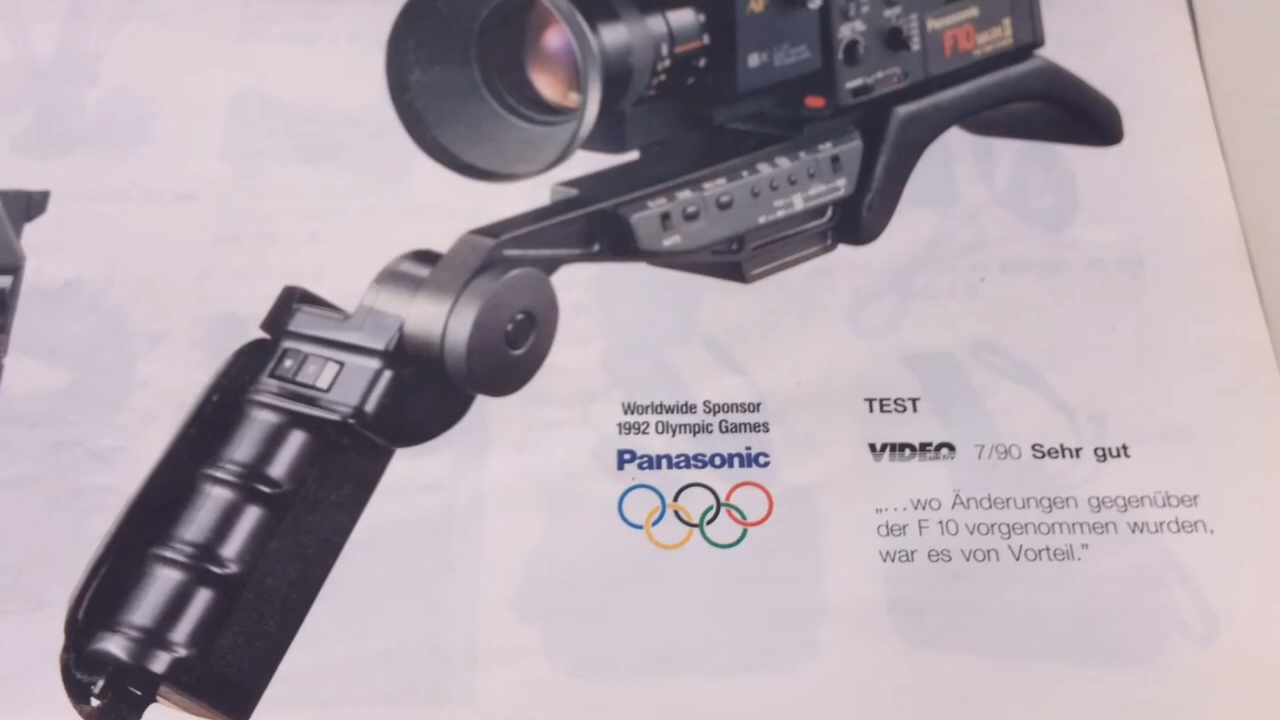 Panasonic
F10
Worldwide Sponsor
1992 Olympic Games
Panasonic
TEST
VIDEO 7/90 Sehr gut
„...wo Änderungen gegenüber
der F 10 vorgenommen wurden,
war es von Vorteil.”